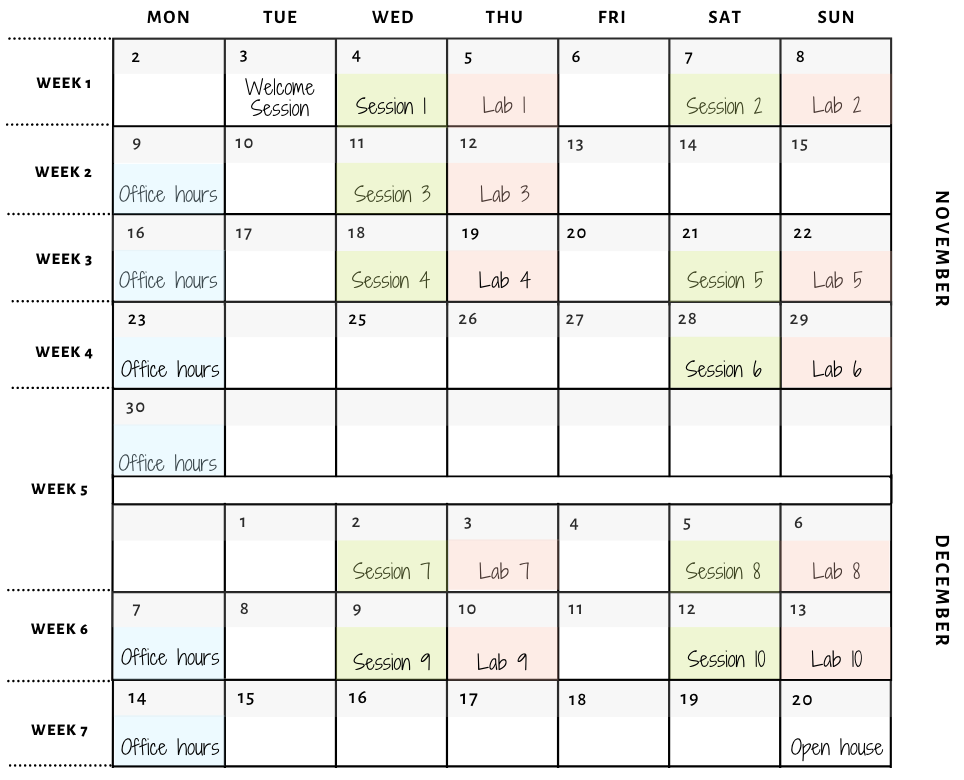 MON TUE WED THU FRI SAT SUN
2 3 4 5 6 7 8
WEEK 1
Welcome
Session Session 1 Lab 1 Session 2 Lab 2
9 10 11 12 13 14 15
WEEK 2
Office hours Session 3 Lab 3
16 17 18 19 20 21 22
WEEK 3
Office hours Session 4 Lab 4 Session 5 Lab 5
NOVEMBER
23 25 26 27 28 29
WEEK 4
Office hours Session 6 Lab 6
30
Office hours
WEEK 5
1 2 3 4 5 6
Session 7 Lab 7 Session 8 Lab 8
DECEMBER
7 8 9 10 11 12 13
WEEK 6
Office hours Session 9 Lab 9 Session 10 Lab 10
14 15 16 17 18 19 20
WEEK 7
Office hours Open house